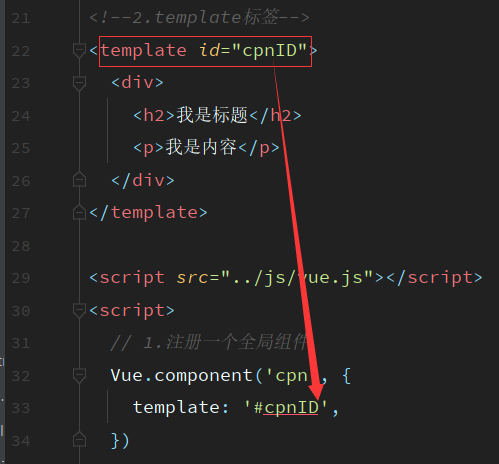 21 <!--2.template标签-->
22 <template id="cpnID">
23 <div>
24 <h2>我是标题</h2>
25 <p>我是内容</p>
26 </div>
27 </template>
28
29 <script src="../js/vue.js"></script>
30 <script>
31 // 1.注册一个全局组件
32 Vue.component('cpn', {
33 template: '#cpnID',
34 })